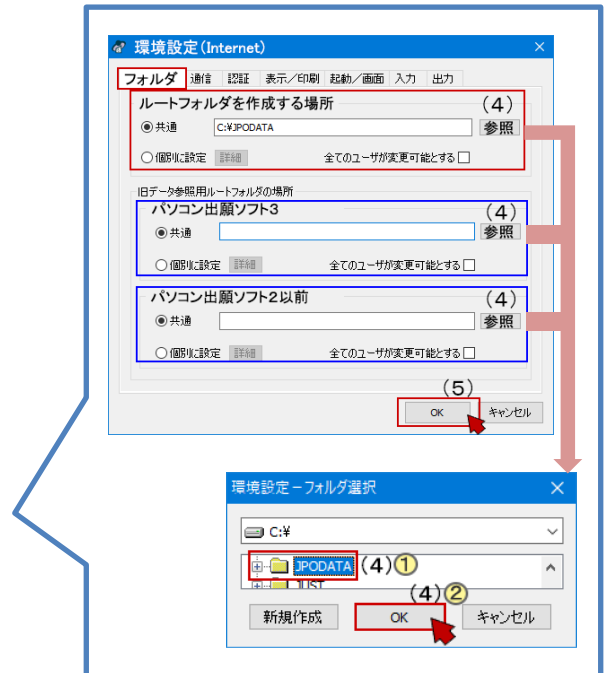 環境設定(Internet)
フォルダ 通信 認証 表示／印刷 起動／画面 入力 出力
ルートフォルダを作成する場所 (4)
共通 C:¥JPODATA 参照
個別に設定 詳細 全てのユーザが変更可能とする
旧データ参照用ルートフォルダの場所
パソコン出願ソフト3 (4)
共通 参照
個別に設定 詳細 全てのユーザが変更可能とする
パソコン出願ソフト2以前 (4)
共通 参照
個別に設定 詳細 全てのユーザが変更可能とする
(5)
OK キャンセル
環境設定－フォルダ選択
C:¥
JPODATA (4)①
JUST
(4)②
新規作成 OK キャンセル